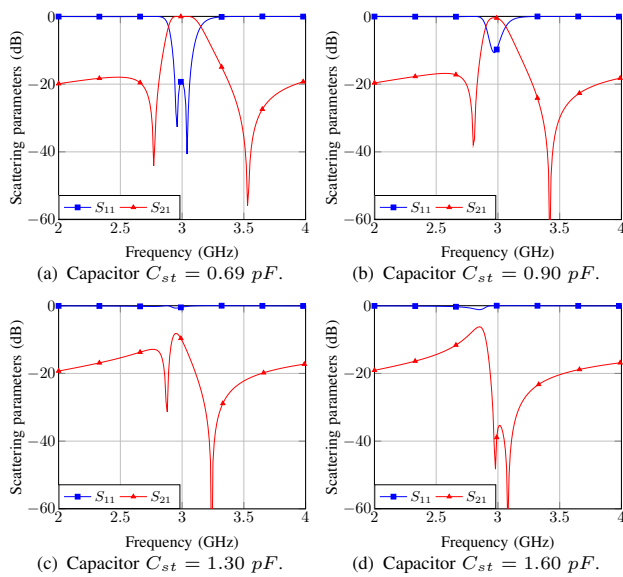 0
−20
−40
−60
Scattering parameters (dB)
S11 S21
2 2.5 3 3.5 4
Frequency (GHz)
(a) Capacitor Cst = 0.69 pF.
0
−20
−40
−60
Scattering parameters (dB)
S11 S21
2 2.5 3 3.5 4
Frequency (GHz)
(b) Capacitor Cst = 0.90 pF.
0
−20
−40
−60
Scattering parameters (dB)
S11 S21
2 2.5 3 3.5 4
Frequency (GHz)
(c) Capacitor Cst = 1.30 pF.
0
−20
−40
−60
Scattering parameters (dB)
S11 S21
2 2.5 3 3.5 4
Frequency (GHz)
(d) Capacitor Cst = 1.60 pF.